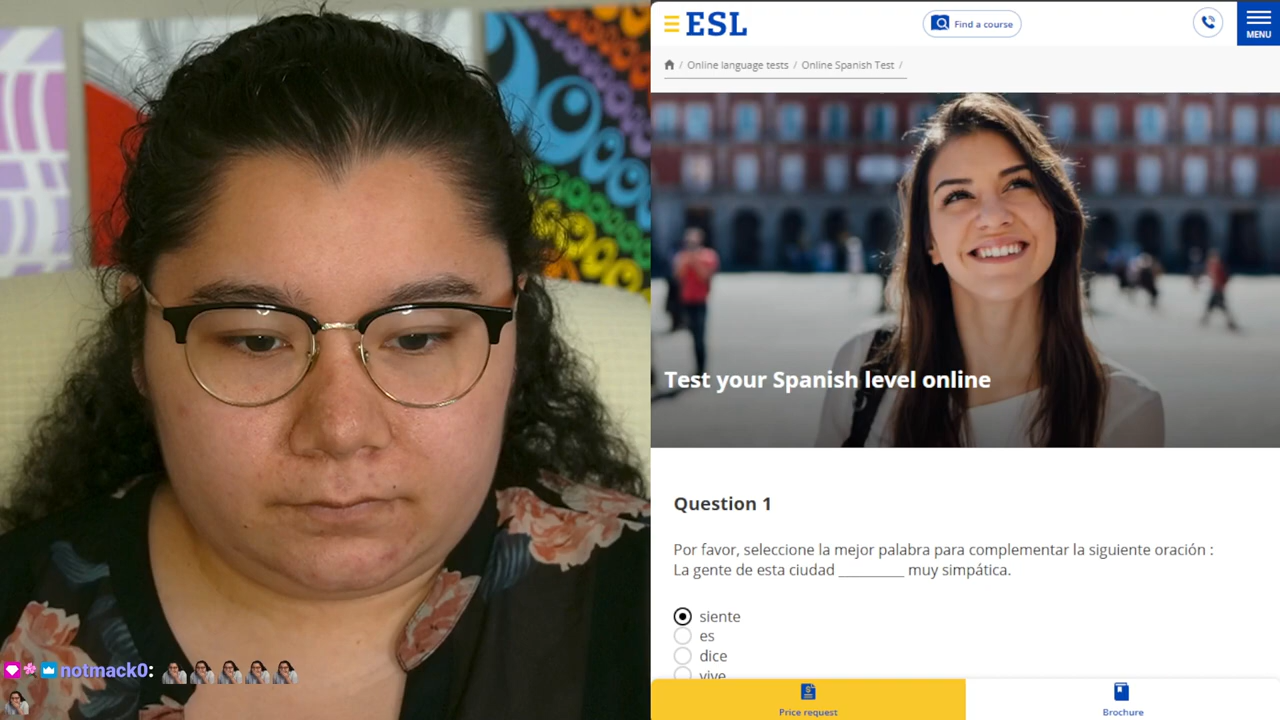 ESL
Find a course
MENU
/ Online language tests / Online Spanish Test /
Test your Spanish level online
Question 1
Por favor, seleccione la mejor palabra para complementar la siguiente oración :
La gente de esta ciudad __________ muy simpática.
siente
es
dice
vive
notmack0:
Price request
Brochure